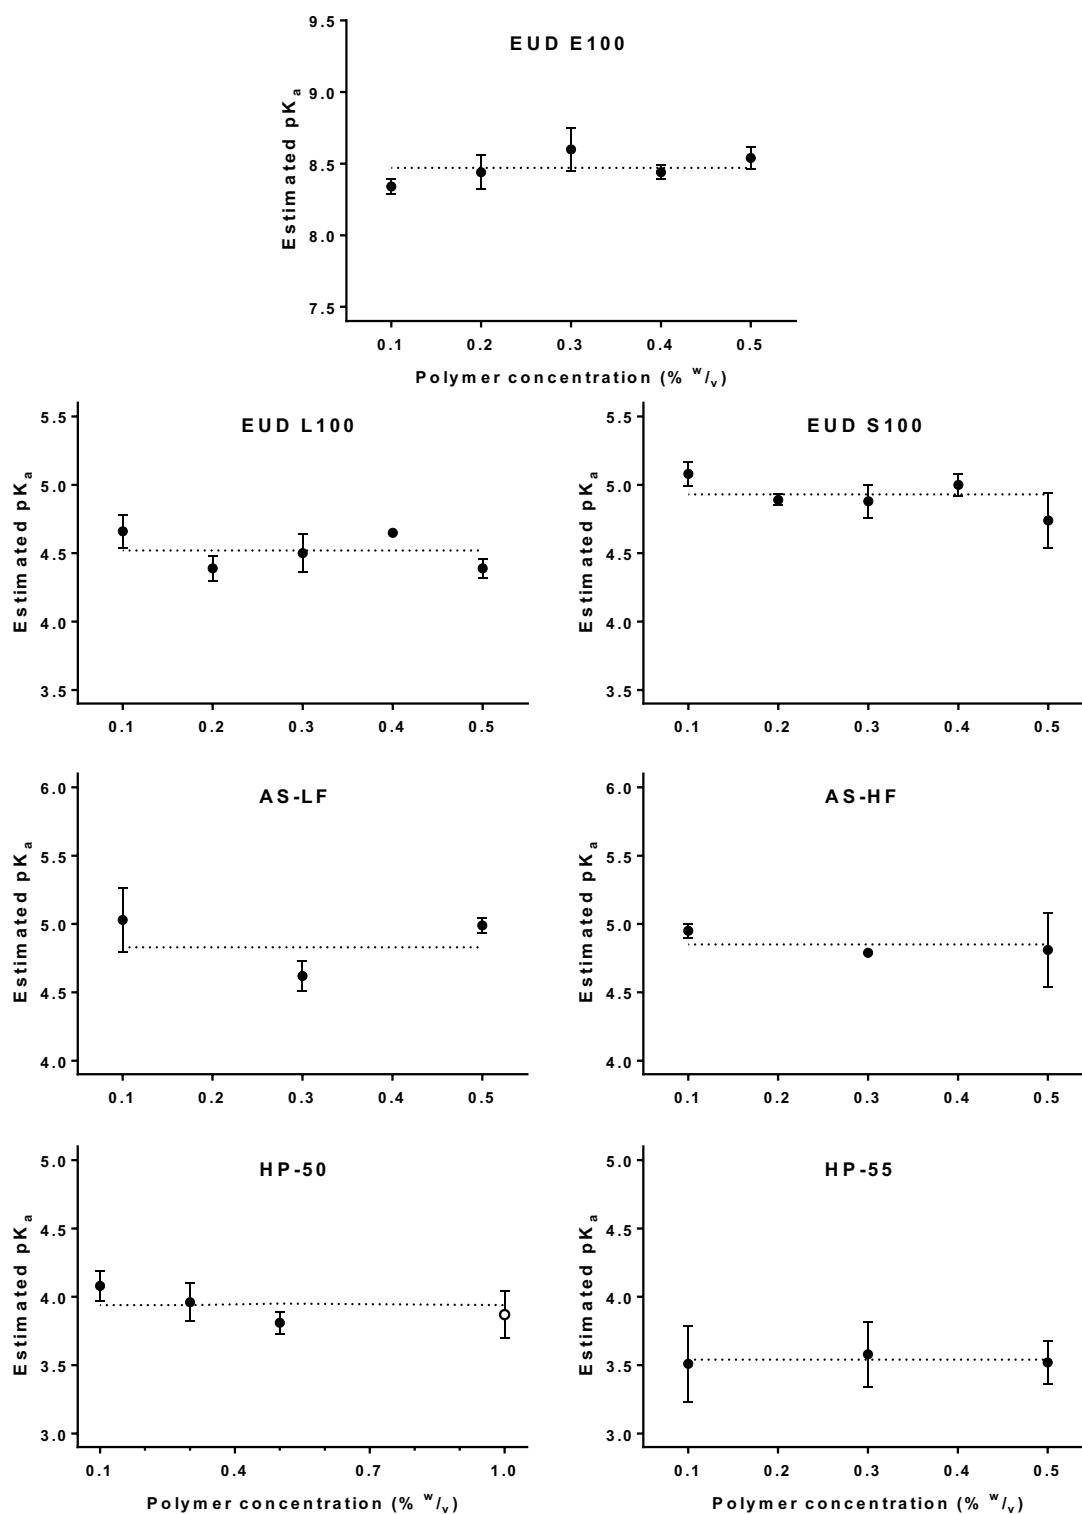 EUD E100
Estimated pKa
9.5
9.0
8.5
8.0
7.5
0.1 0.2 0.3 0.4 0.5
Polymer concentration (% w/v)
EUD L100
Estimated pKa
5.5
5.0
4.5
4.0
3.5
0.1 0.2 0.3 0.4 0.5
EUD S100
Estimated pKa
5.5
5.0
4.5
4.0
3.5
0.1 0.2 0.3 0.4 0.5
AS-LF
Estimated pKa
6.0
5.5
5.0
4.5
4.0
0.1 0.2 0.3 0.4 0.5
AS-HF
Estimated pKa
6.0
5.5
5.0
4.5
4.0
0.1 0.2 0.3 0.4 0.5
HP-50
Estimated pKa
5.0
4.5
4.0
3.5
3.0
0.1 0.4 0.7 1.0
Polymer concentration (% w/v)
HP-55
Estimated pKa
5.0
4.5
4.0
3.5
3.0
0.1 0.2 0.3 0.4 0.5
Polymer concentration (% w/v)